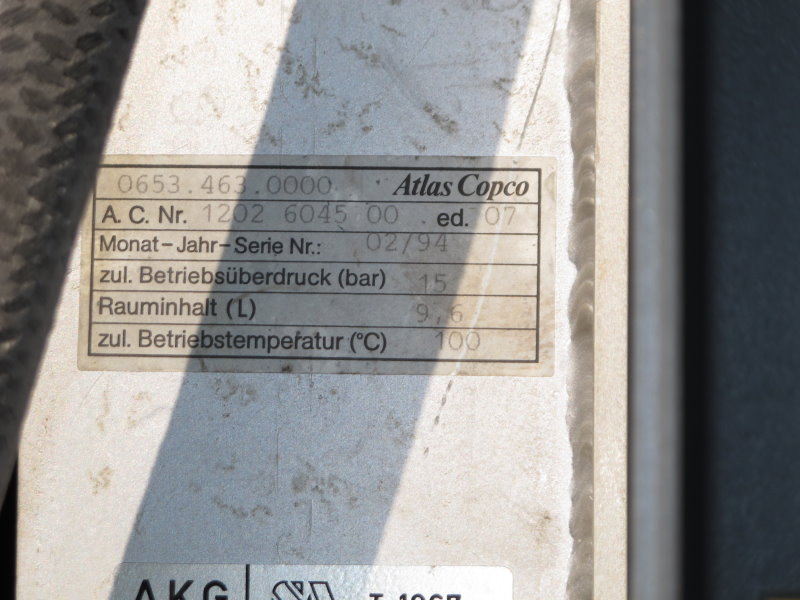 0653.463.0000 Atlas Copco
A. C. Nr. 1202 6045 00 ed. 07
Monat-Jahr-Serie Nr.: 02/94
zul. Betriebsüberdruck (bar) 15
Rauminhalt (L) 9,6
zul. Betriebstemperatur (°C) 100
AKG